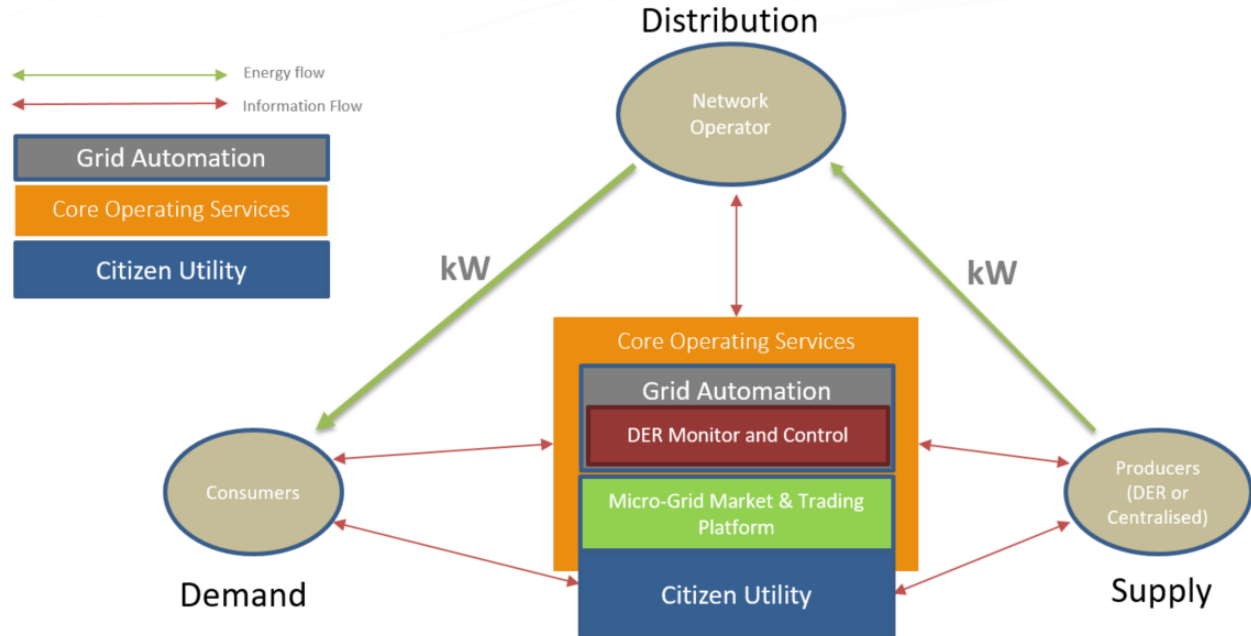 Distribution
Energy flow
Information Flow
Grid Automation
Core Operating Services
Citizen Utility
Network
Operator
kW
kW
Core Operating Services
Grid Automation
DER Monitor and Control
Micro-Grid Market & Trading
Platform
Citizen Utility
Consumers
Demand
Producers
(DER or
Centralised)
Supply